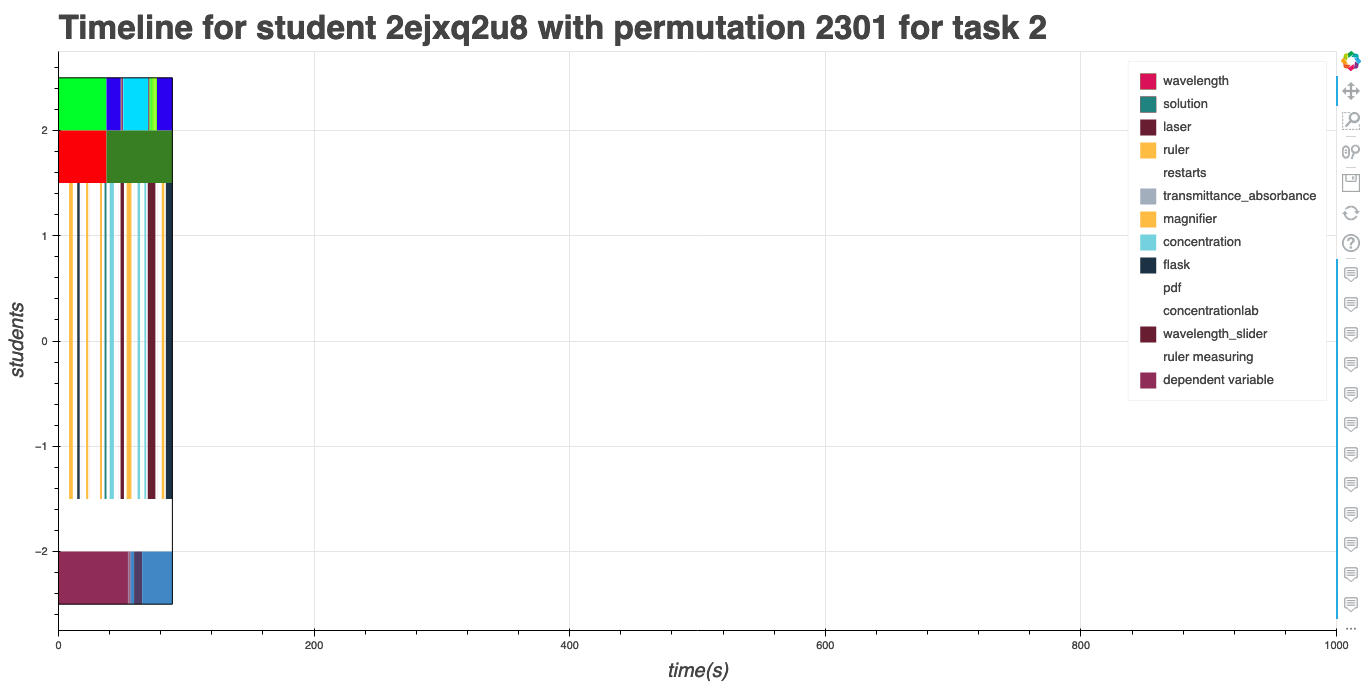 Timeline for student 2ejxq2u8 with permutation 2301 for task 2
wavelength
solution
laser
ruler
restarts
transmittance_absorbance
magnifier
concentration
flask
pdf
concentrationlab
wavelength_slider
ruler measuring
dependent variable
students
2
1
0
−1
−2
0 200 400 600 800 1000
time(s)